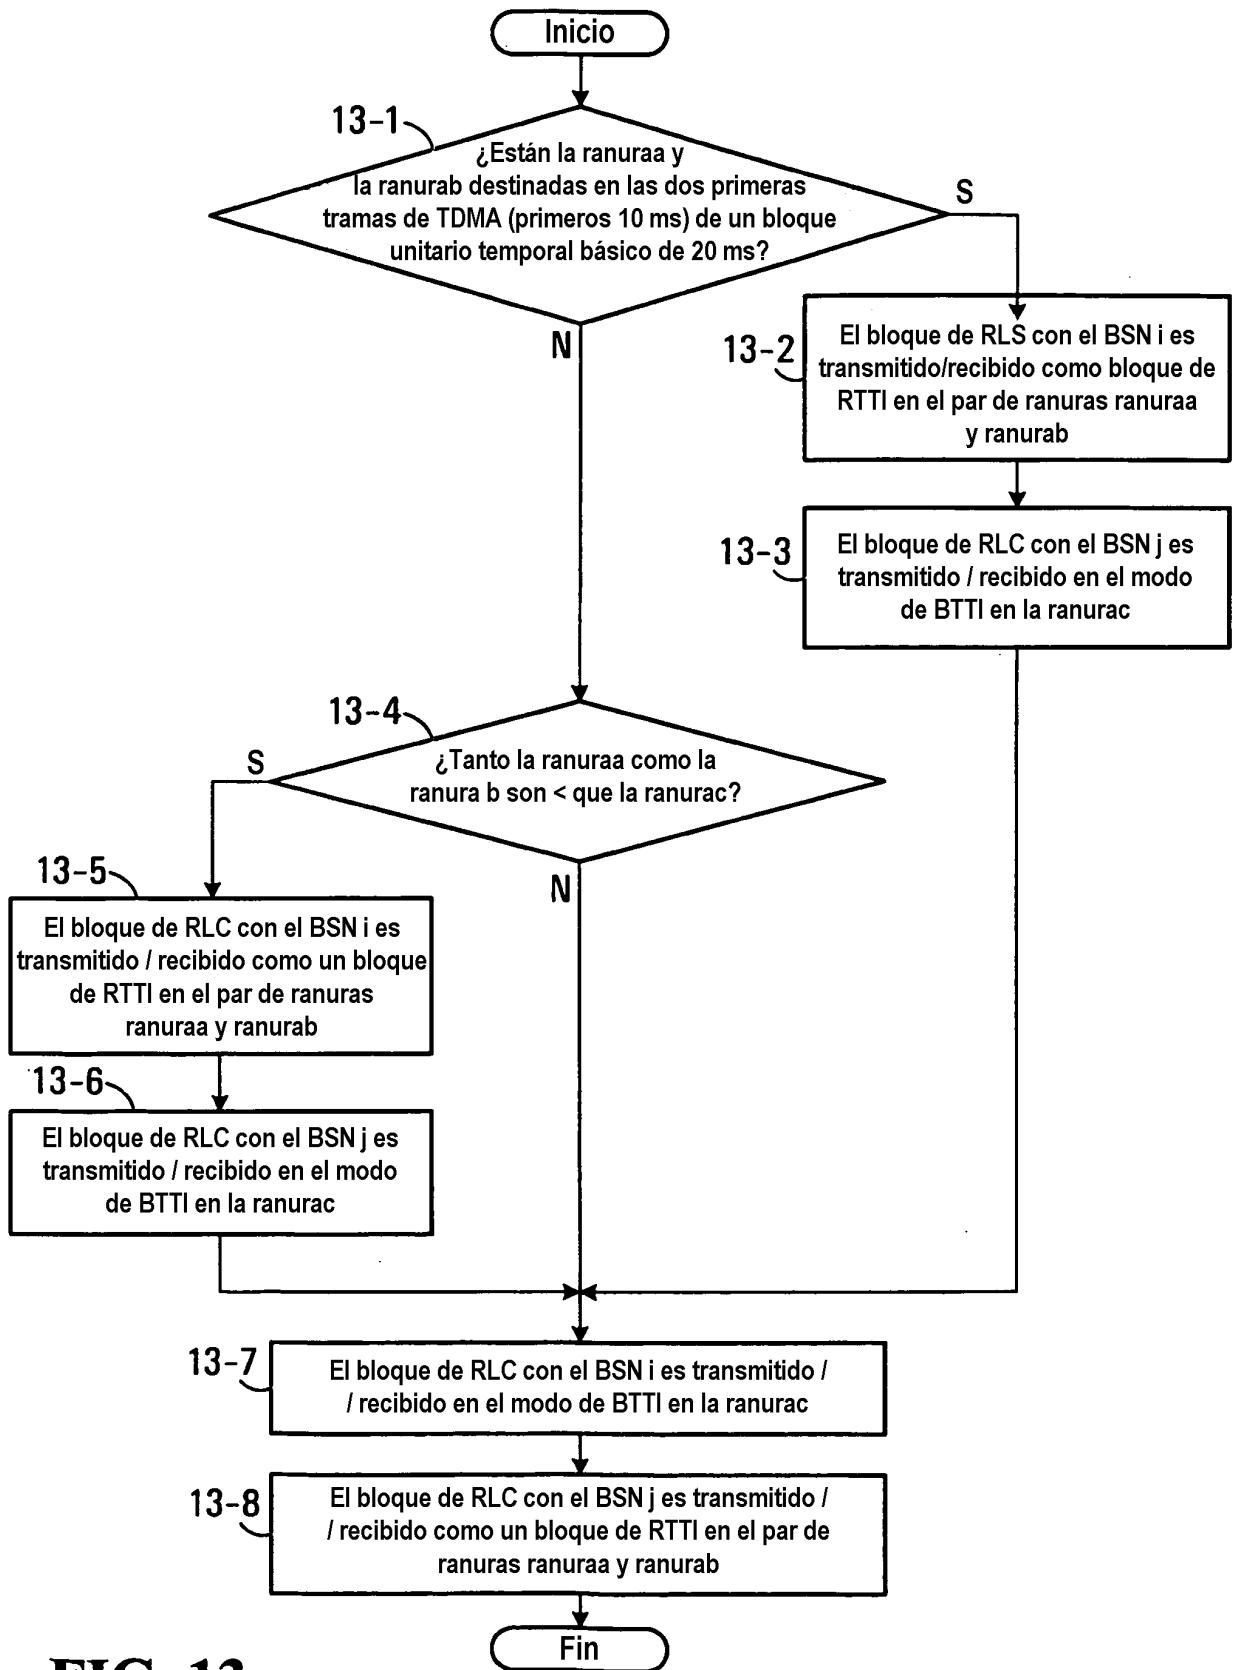 Inicio
13-1
¿Están la ranuraa y
la ranurab destinadas en las dos primeras
tramas de TDMA (primeros 10 ms) de un bloque
unitario temporal básico de 20 ms?
S
N
13-2
El bloque de RLS con el BSN i es
transmitido/recibido como bloque de
RTTI en el par de ranuras ranuraa
y ranurab
13-3
El bloque de RLC con el BSN j es
transmitido / recibido en el modo
de BTTI en la ranurac
13-4
¿Tanto la ranuraa como la
ranura b son < que la ranurac?
S
N
13-5
El bloque de RLC con el BSN i es
transmitido / recibido como un bloque
de RTTI en el par de ranuras
ranuraa y ranurab
13-6
El bloque de RLC con el BSN j es
transmitido / recibido en el modo
de BTTI en la ranurac
13-7
El bloque de RLC con el BSN i es transmitido /
/ recibido en el modo de BTTI en la ranurac
13-8
El bloque de RLC con el BSN j es transmitido /
/ recibido como un bloque de RTTI en el par de
ranuras ranuraa y ranurab
Fin
FIG. 13